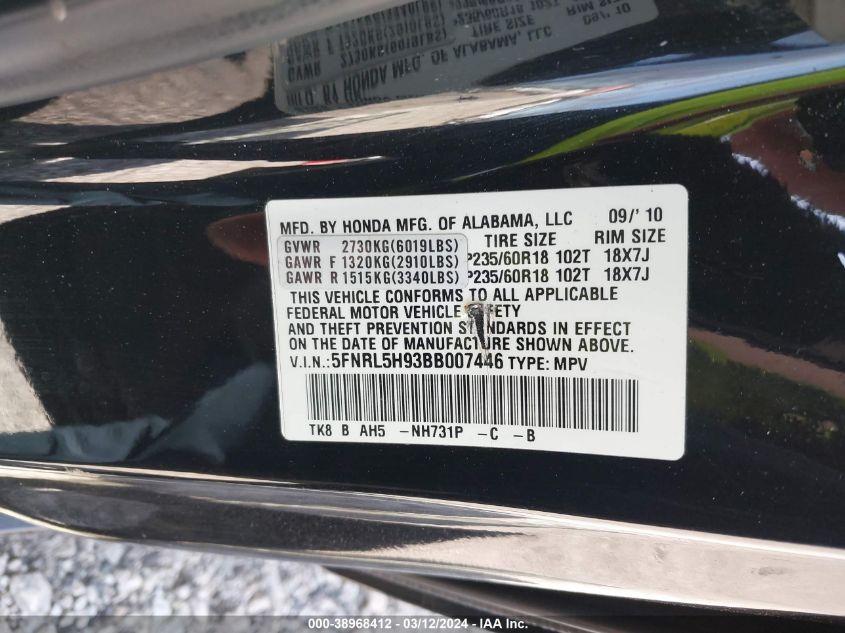 MFD. BY HONDA MFG. OF ALABAMA, LLC 09/'10
GVWR 2730KG(6019LBS) TIRE SIZE RIM SIZE
GAWR F 1320KG(2910LBS) P235/60R18 102T 18X7J
GAWR R 1515KG(3340LBS) P235/60R18 102T 18X7J
THIS VEHICLE CONFORMS TO ALL APPLICABLE
FEDERAL MOTOR VEHICLE SAFETY
AND THEFT PREVENTION STANDARDS IN EFFECT
ON THE DATE OF MANUFACTURE SHOWN ABOVE.
V.I.N.: 5FNRL5H93BB007446 TYPE: MPV
TK8 B AH5 -NH731P -C -B
000-38968412 - 03/12/2024 - IAA Inc.